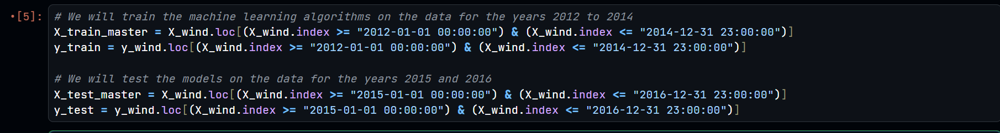 •[5]: # We will train the machine learning algorithms on the data for the years 2012 to 2014
X_train_master = X_wind.loc[(X_wind.index >= "2012-01-01 00:00:00") & (X_wind.index <= "2014-12-31 23:00:00")]
y_train = y_wind.loc[(X_wind.index >= "2012-01-01 00:00:00") & (X_wind.index <= "2014-12-31 23:00:00")]
# We will test the models on the data for the years 2015 and 2016
X_test_master = X_wind.loc[(X_wind.index >= "2015-01-01 00:00:00") & (X_wind.index <= "2016-12-31 23:00:00")]
y_test = y_wind.loc[(X_wind.index >= "2015-01-01 00:00:00") & (X_wind.index <= "2016-12-31 23:00:00")]